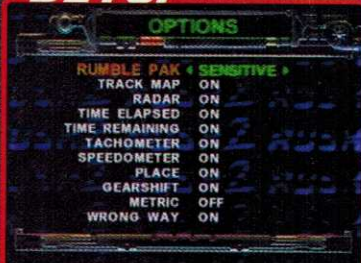 OPTIONS
RUMBLE PAK SENSITIVE
TRACK MAP ON
RADAR ON
TIME ELAPSED ON
TIME REMAINING ON
TACHOMETER ON
SPEEDOMETER ON
PLACE ON
GEARSHIFT ON
METRIC OFF
WRONG WAY ON